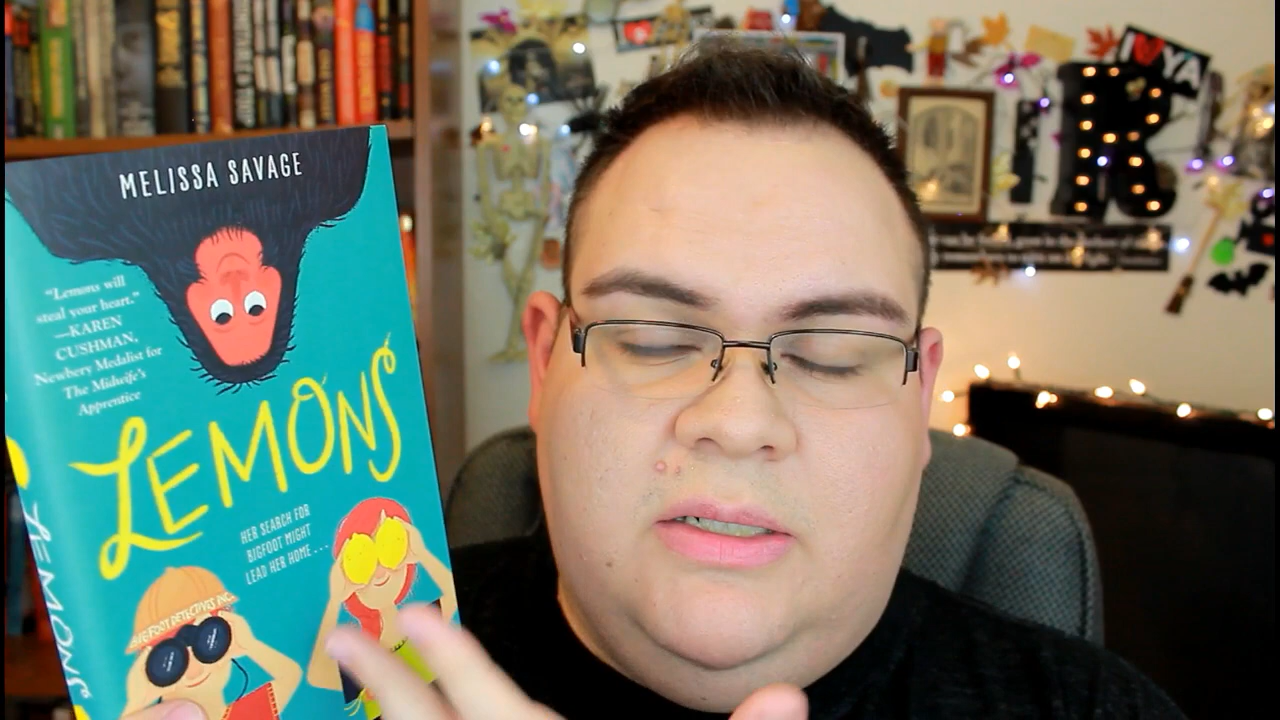 MELISSA SAVAGE
"Lemons will
steal your heart."
—KAREN
CUSHMAN,
Newbery Medalist for
The Midwife's
Apprentice
LEMONS
HER SEARCH FOR
BIGFOOT MIGHT
LEAD HER HOME...
BIGFOOT DETECTIVES INC.
LEMONS
I ♥ YA
K